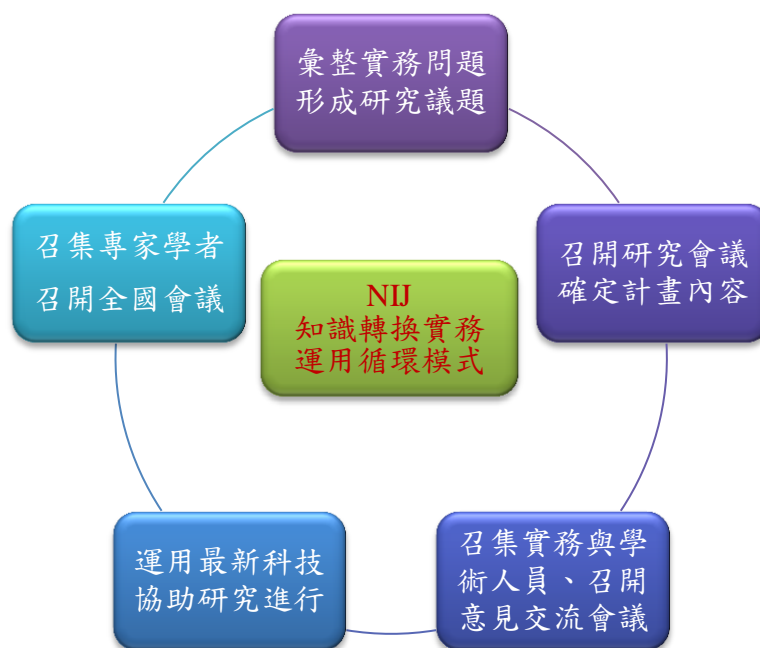 彙整實務問題
形成研究議題
召開研究會議
確定計畫內容
召集實務與學
術人員、召開
意見交流會議
運用最新科技
協助研究進行
召集專家學者
召開全國會議
NIJ
知識轉換實務
運用循環模式